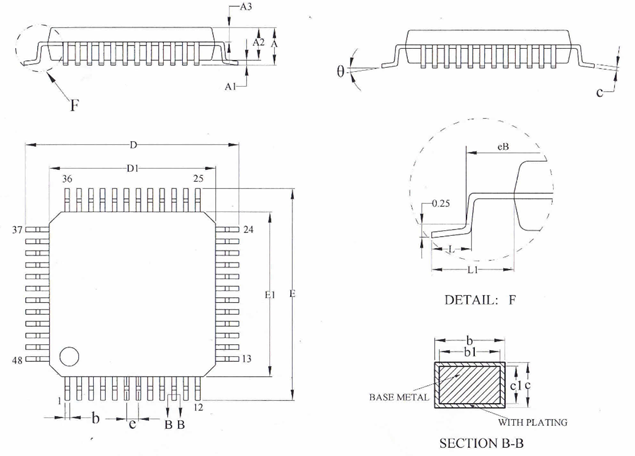 A3
A2
A
A1
F
θ
c
D
D1
36
25
37
24
E1
E
48
13
1
b
e
12
B
B
eB
0.25
L
L1
DETAIL: F
b
b1
c1
c
BASE METAL
WITH PLATING
SECTION B-B